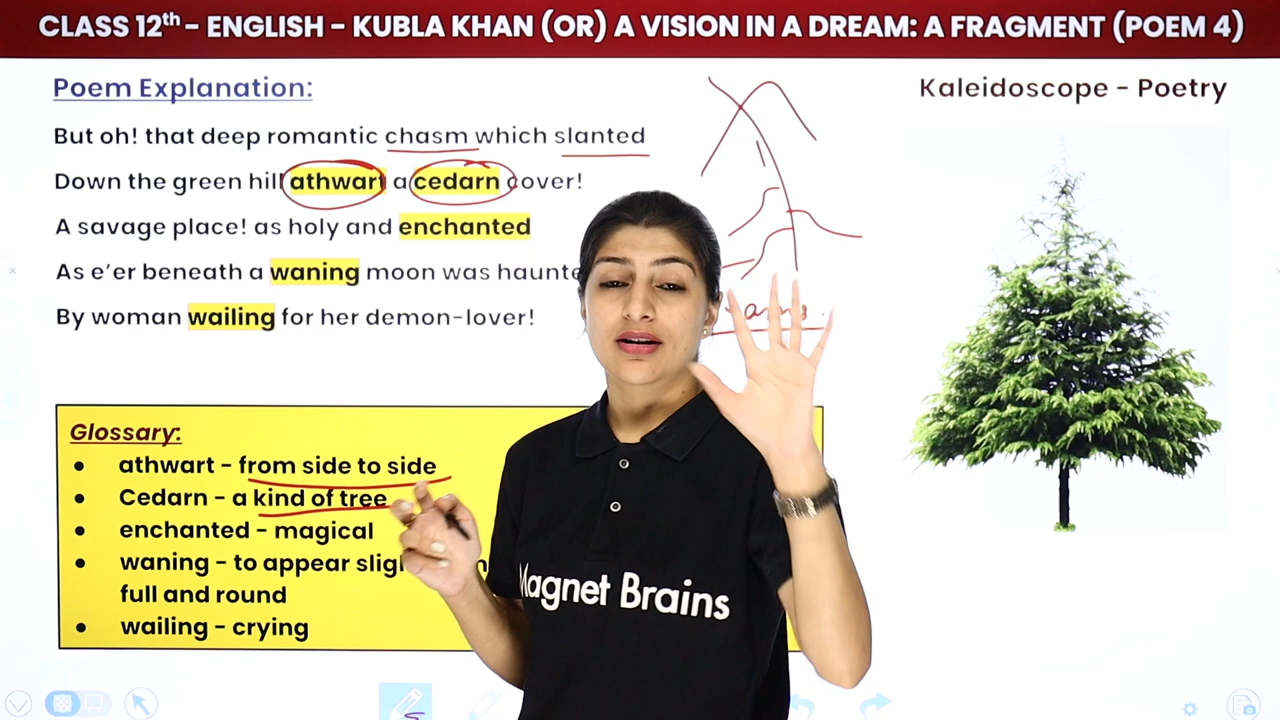 CLASS 12th – ENGLISH – KUBLA KHAN (OR) A VISION IN A DREAM: A FRAGMENT (POEM 4)
Poem Explanation:
Kaleidoscope – Poetry
But oh! that deep romantic chasm which slanted
Down the green hill athwart a cedarn cover!
A savage place! as holy and enchanted
As e'er beneath a waning moon was
By woman wailing for her demon-lover!
Glossary:
athwart – from side to side
Cedarn – a kind of tree
enchanted – magical
waning – to appear
full and round
wailing – crying
Magnet Brains